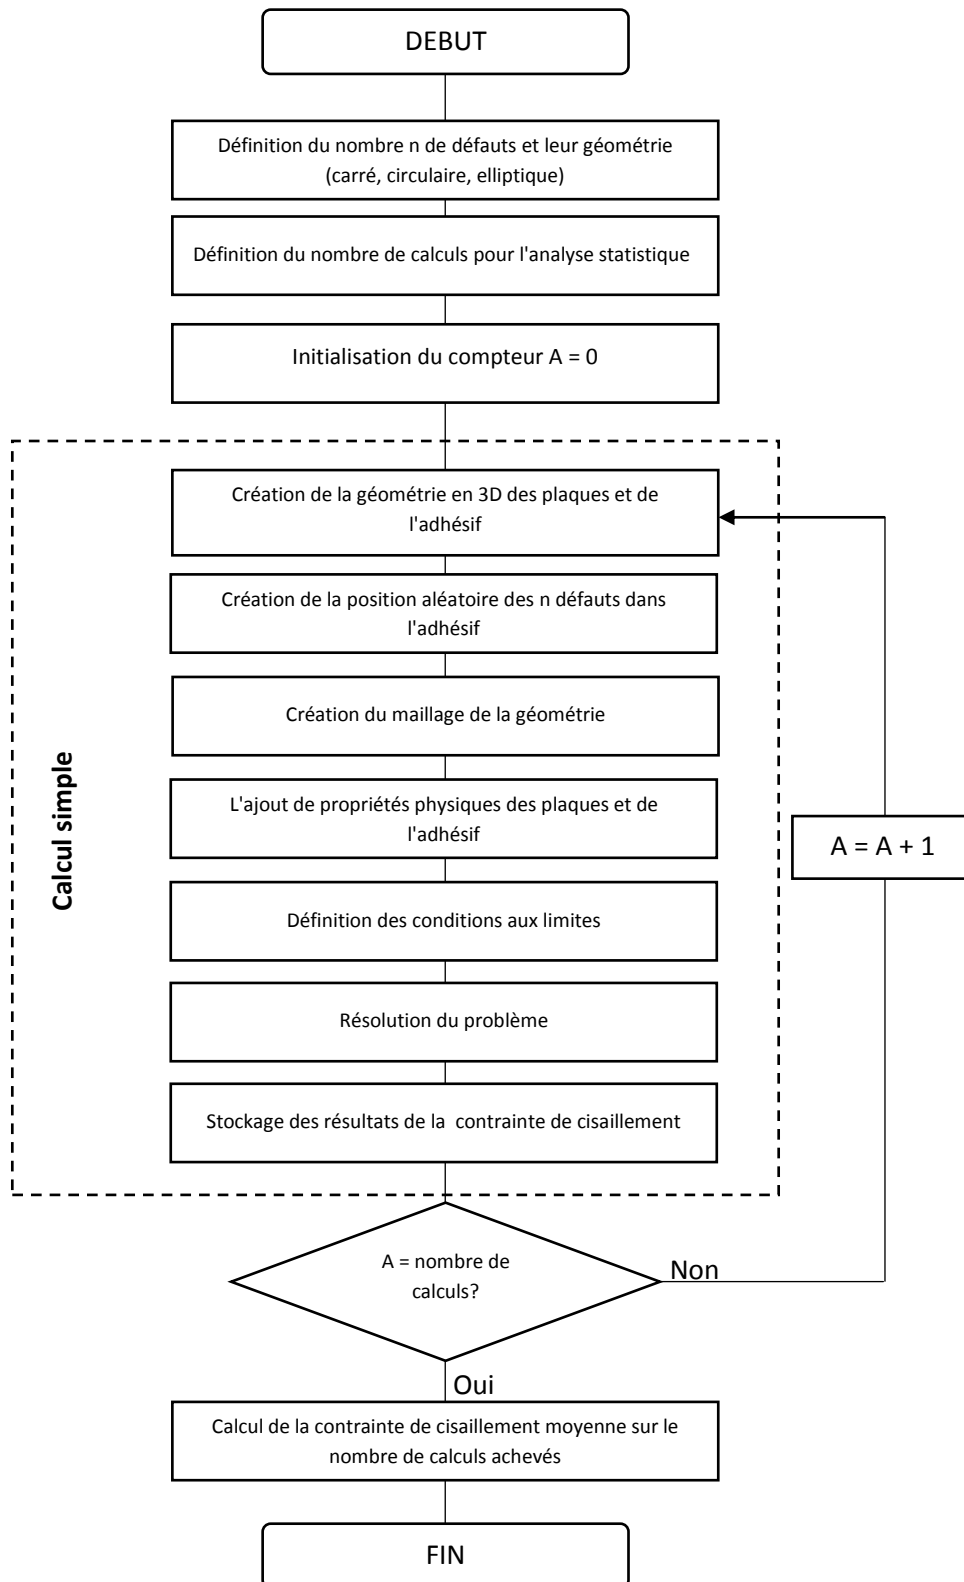 DEBUT
Définition du nombre n de défauts et leur géométrie
(carré, circulaire, elliptique)
Définition du nombre de calculs pour l'analyse statistique
Initialisation du compteur A = 0
Création de la géométrie en 3D des plaques et de
l'adhésif
Création de la position aléatoire des n défauts dans
l'adhésif
Création du maillage de la géométrie
Calcul simple
L'ajout de propriétés physiques des plaques et de
l'adhésif
A = A + 1
Définition des conditions aux limites
Résolution du problème
Stockage des résultats de la contrainte de cisaillement
A = nombre de
calculs?
Non
Oui
Calcul de la contrainte de cisaillement moyenne sur le
nombre de calculs achevés
FIN